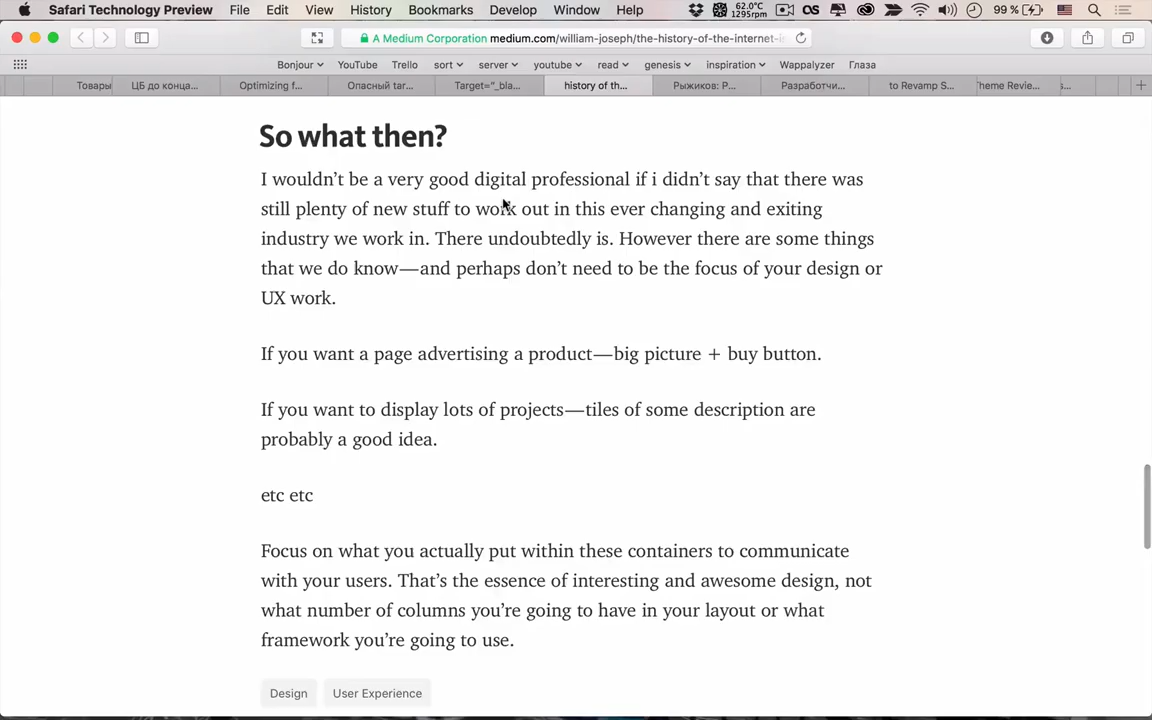 Safari Technology Preview File Edit View History Bookmarks Develop Window Help 62.0°C 1295rpm 99 %
A Medium Corporation medium.com/william-joseph/the-history-of-the-internet-i
Bonjour YouTube Trello sort server youtube read genesis inspiration Wappalyzer Глаза
Товары ЦБ до конца... Optimizing f... Опасный tar... Target="_bla... history of th... Рыжиков: Р... Разработчи... to Revamp S... heme Revie... s...
So what then?
I wouldn't be a very good digital professional if i didn't say that there was
still plenty of new stuff to work out in this ever changing and exiting
industry we work in. There undoubtedly is. However there are some things
that we do know—and perhaps don't need to be the focus of your design or
UX work.
If you want a page advertising a product—big picture + buy button.
If you want to display lots of projects—tiles of some description are
probably a good idea.
etc etc
Focus on what you actually put within these containers to communicate
with your users. That's the essence of interesting and awesome design, not
what number of columns you're going to have in your layout or what
framework you're going to use.
Design User Experience